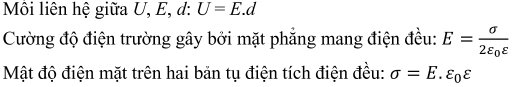 Mối liên hệ giữa U, E, d: U = E.d
Cường độ điện trường gây bởi mặt phẳng mang điện đều: E = σ/2ε₀ε
Mật độ điện mặt trên hai bản tụ điện tích điện đều: σ = E.ε₀ε